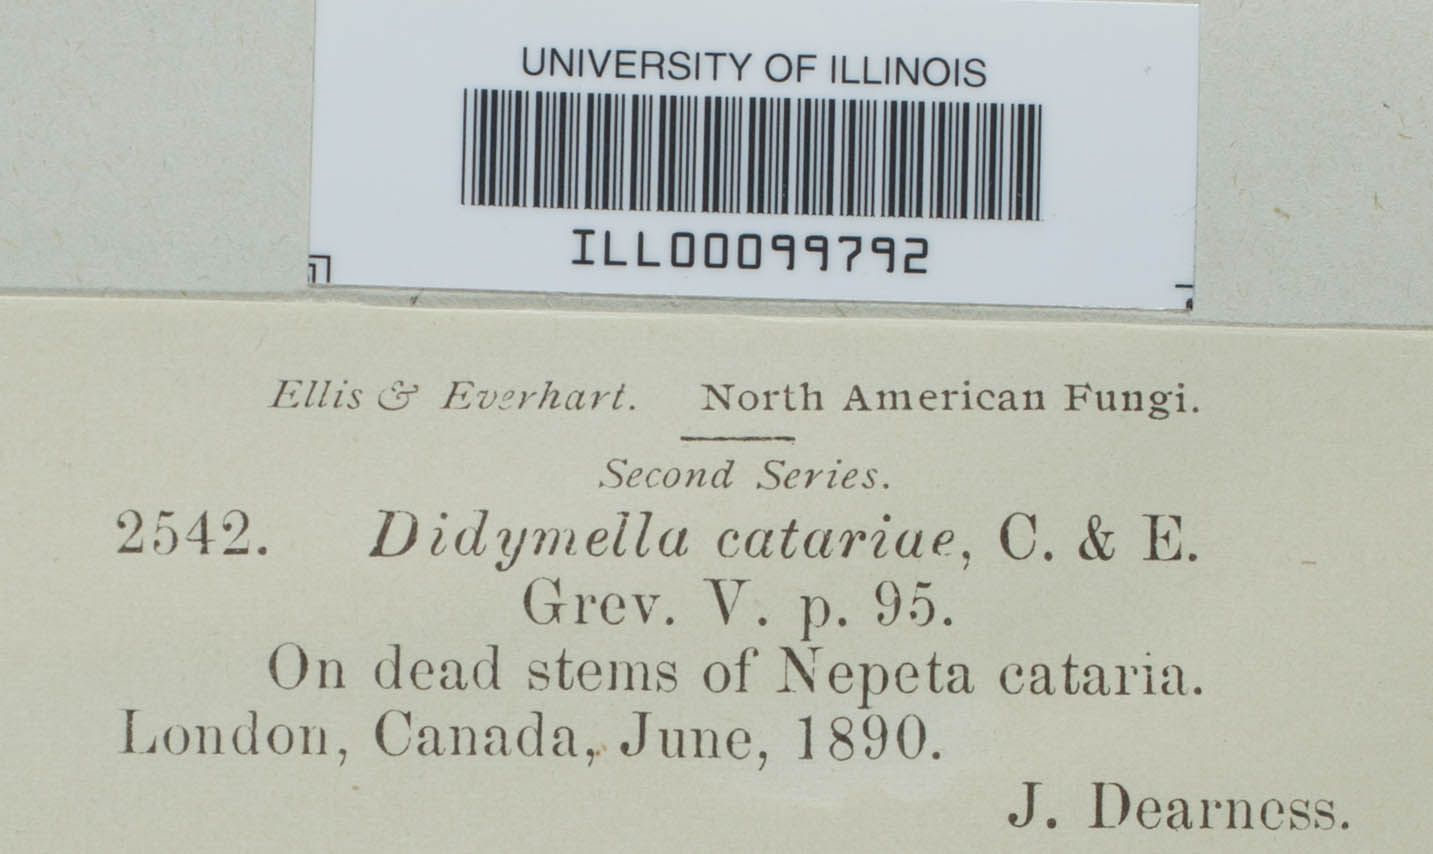 UNIVERSITY OF ILLINOIS
ILL00099792
Ellis & Everhart. North American Fungi.
Second Series.
2542. Didymella catariae, C. & E.
Grev. V. p. 95.
On dead stems of Nepeta cataria.
London, Canada, June, 1890.
J. Dearness.